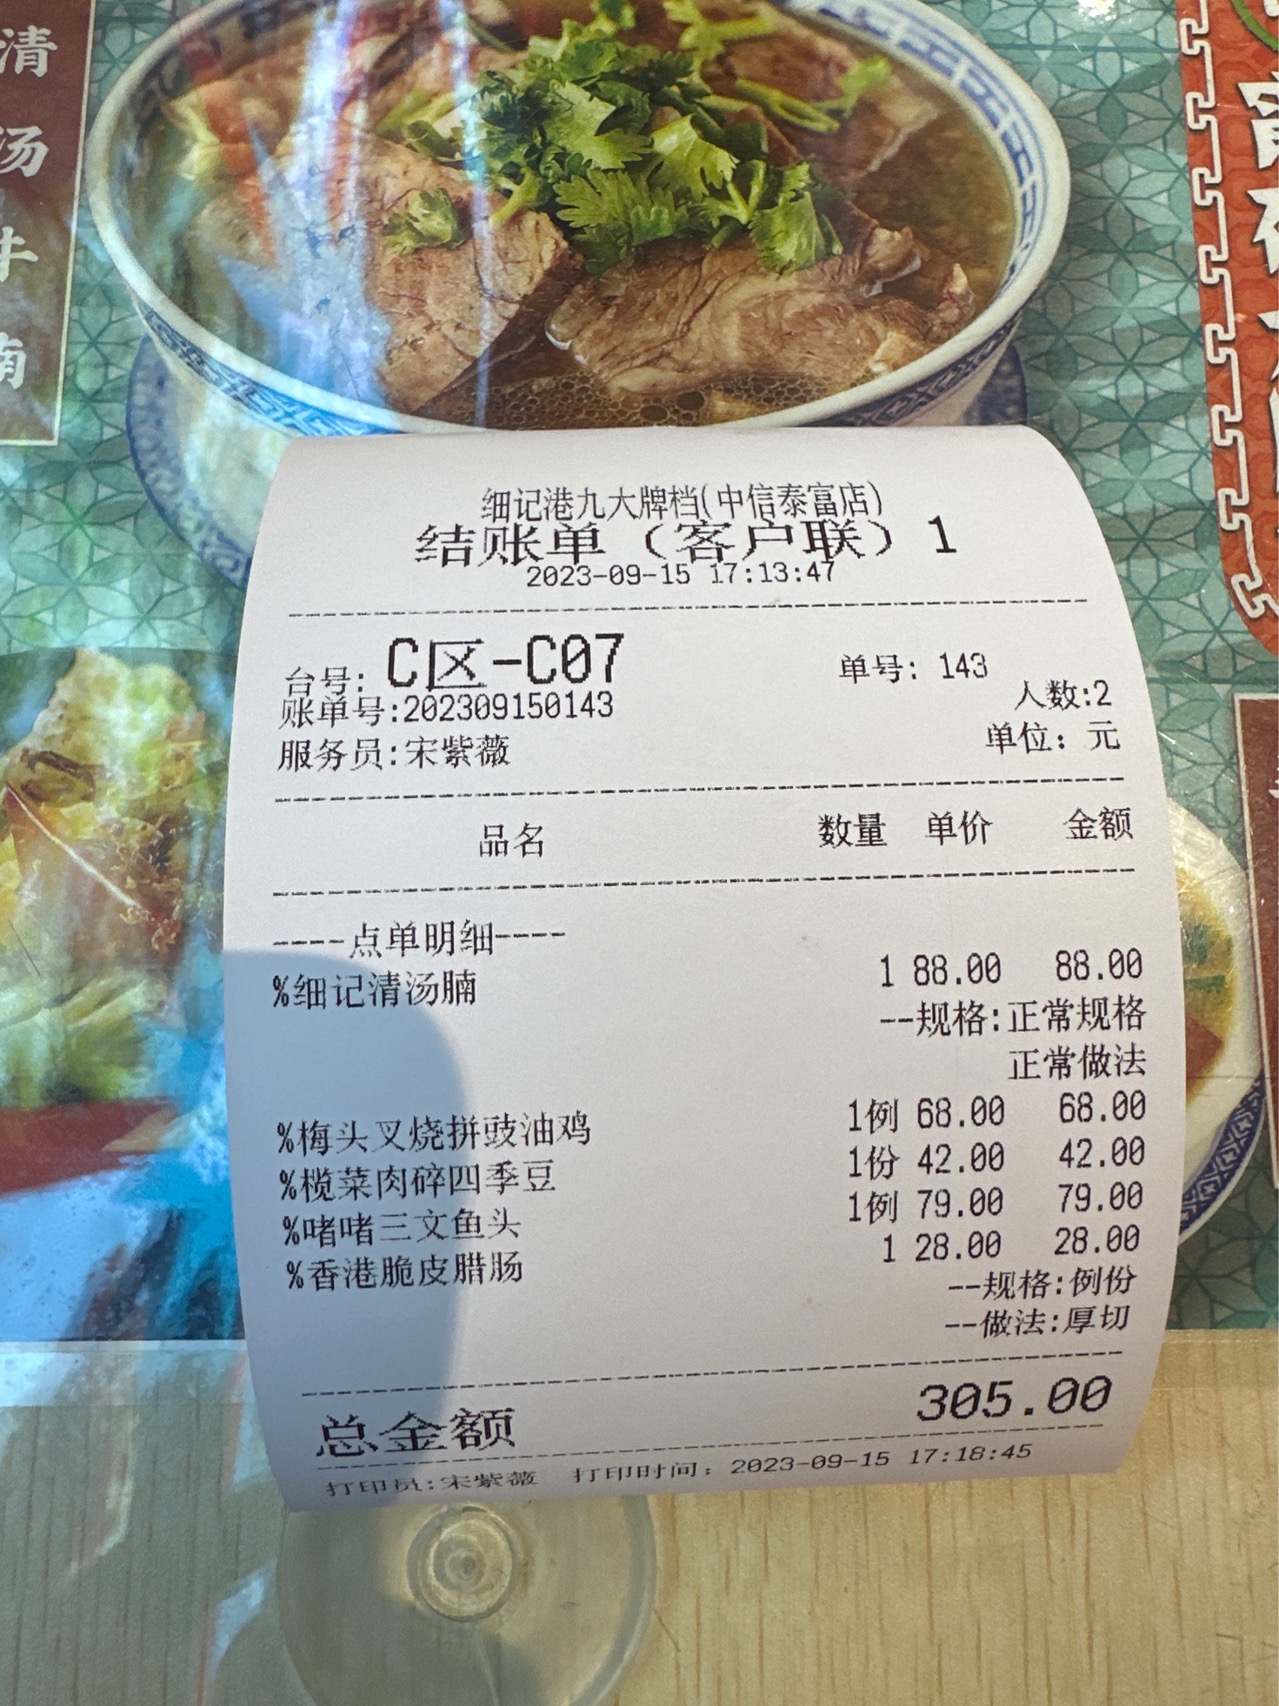 清
汤
牛
腩
细记港九大牌档(中信泰富店)
结账单（客户联）1
2023-09-15 17:13:47
台号: C区-C07 单号: 143
账单号:202309150143 人数:2
服务员:宋紫薇 单位: 元
品名 数量 单价 金额
----点单明细----
%细记清汤腩 1 88.00 88.00
--规格:正常规格
正常做法
%梅头叉烧拼豉油鸡 1例 68.00 68.00
%榄菜肉碎四季豆 1份 42.00 42.00
%啫啫三文鱼头 1例 79.00 79.00
%香港脆皮腊肠 1 28.00 28.00
--规格:例份
--做法:厚切
总金额 305.00
打印员:宋紫薇 打印时间: 2023-09-15 17:18:45